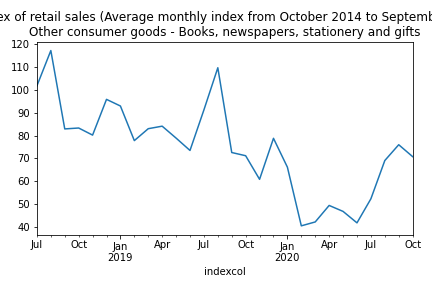 ex of retail sales (Average monthly index from October 2014 to Septemb
Other consumer goods - Books, newspapers, stationery and gifts
120
110
100
90
80
70
60
50
40
Jul Oct Jan Apr Jul Oct Jan Apr Jul Oct
2019 2020
indexcol